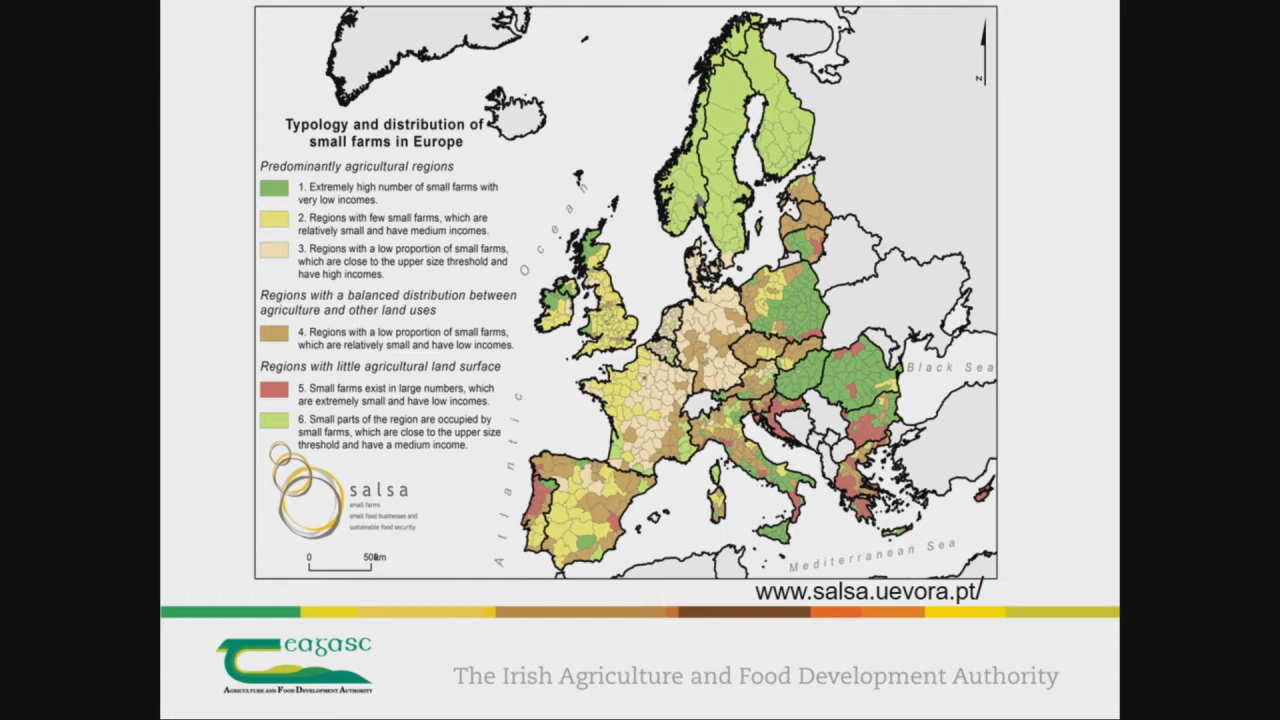 Typology and distribution of
small farms in Europe
Predominantly agricultural regions
1. Extremely high number of small farms with
very low incomes.
2. Regions with few small farms, which are
relatively small and have medium incomes.
3. Regions with a low proportion of small farms,
which are close to the upper size threshold and
have high incomes.
Regions with a balanced distribution between
agriculture and other land uses
4. Regions with a low proportion of small farms,
which are relatively small and have low incomes.
Regions with little agricultural land surface
5. Small farms exist in large numbers, which
are extremely small and have low incomes.
6. Small parts of the region are occupied by
small farms, which are close to the upper size
threshold and have a medium income.
salsa
small farms
small food businesses and
sustainable food security
0 500km
N
Atlantic Ocean
Black Sea
Mediterranean Sea
www.salsa.uevora.pt/
eagasc
AGRICULTURE AND FOOD DEVELOPMENT AUTHORITY
The Irish Agriculture and Food Development Authority